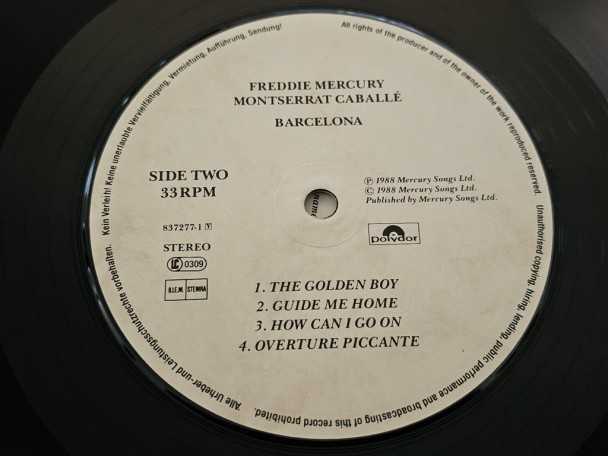 FREDDIE MERCURY
MONTSERRAT CABALLÉ
BARCELONA
SIDE TWO
33 RPM
837277-1 Y
STEREO
LC 0309
B.I.E.M. STEMRA
℗ 1988 Mercury Songs Ltd.
© 1988 Mercury Songs Ltd.
Published by Mercury Songs Ltd.
polydor
1. THE GOLDEN BOY
2. GUIDE ME HOME
3. HOW CAN I GO ON
4. OVERTURE PICCANTE
Alle Urheber- und Leistungsschutzrechte vorbehalten. Kein Verleih! Keine unerlaubte Vervielfältigung, Vermietung, Aufführung, Sendung!
All rights of the producer and of the owner of the work reproduced reserved. Unauthorised copying, hiring, lending, public performance and broadcasting of this record prohibited.